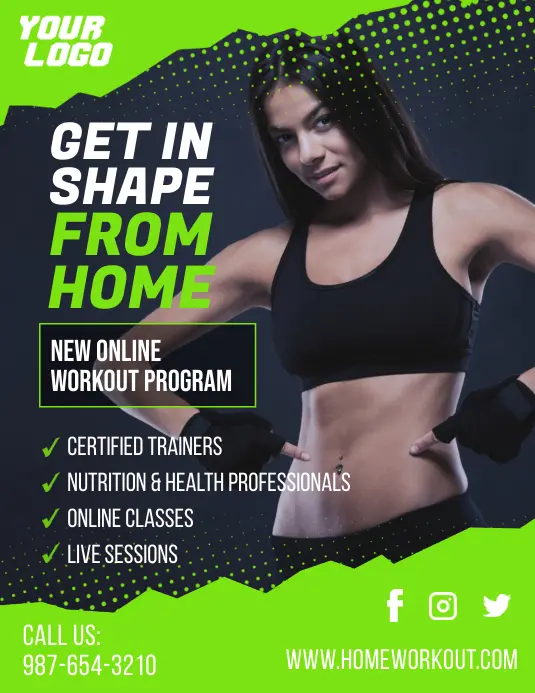 YOUR
LOGO
GET IN
SHAPE
FROM
HOME
NEW ONLINE
WORKOUT PROGRAM
CERTIFIED TRAINERS
NUTRITION & HEALTH PROFESSIONALS
ONLINE CLASSES
LIVE SESSIONS
CALL US:
987-654-3210
WWW.HOMEWORKOUT.COM